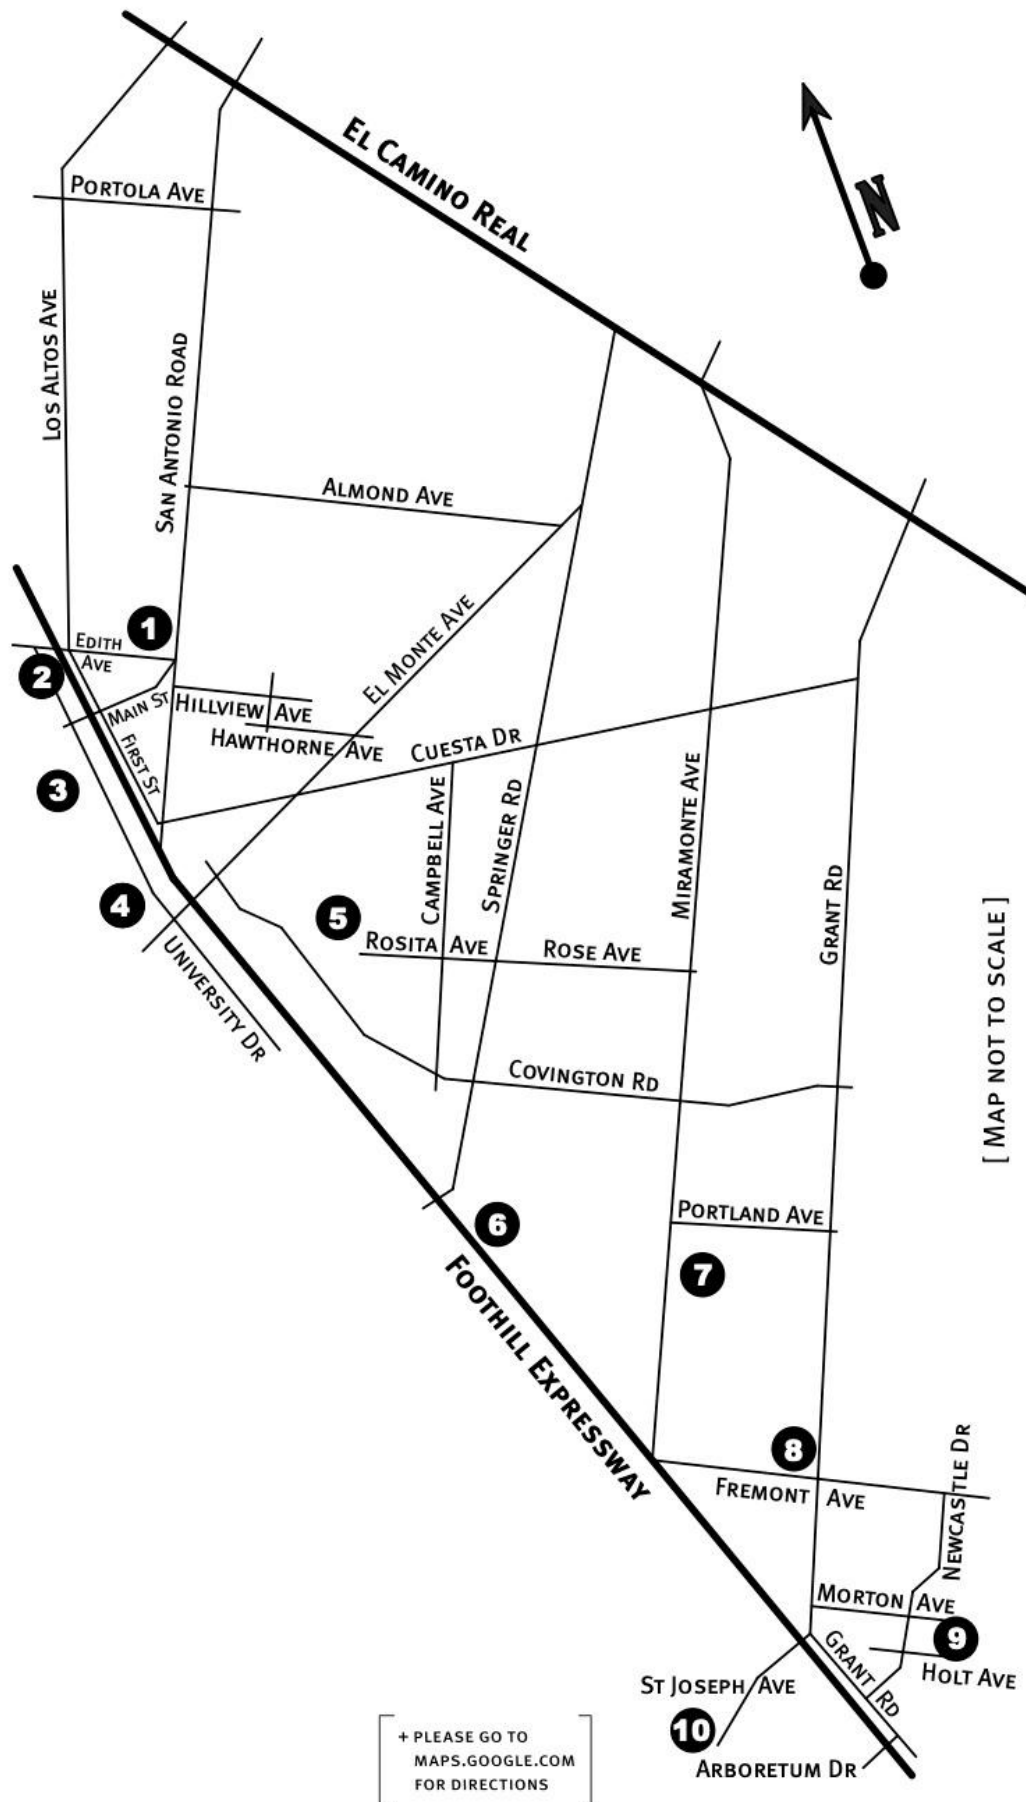 EL CAMINO REAL
N
PORTOLA AVE
LOS ALTOS AVE
SAN ANTONIO ROAD
ALMOND AVE
EL MONTE AVE
1
EDITH
AVE
2
MAIN ST
HILLVIEW AVE
HAWTHORNE AVE
FIRST ST
CUESTA DR
3
CAMPBELL AVE
SPRINGER RD
MIRAMONTE AVE
GRANT RD
4
5
ROSITA AVE
ROSE AVE
UNIVERSITY DR
[ MAP NOT TO SCALE ]
COVINGTON RD
6
PORTLAND AVE
7
FOOTHILL EXPRESSWAY
8
FREMONT AVE
NEWCASTLE DR
MORTON AVE
9
GRANT RD
HOLT AVE
ST JOSEPH AVE
10
ARBORETUM DR
+ PLEASE GO TO
MAPS.GOOGLE.COM
FOR DIRECTIONS